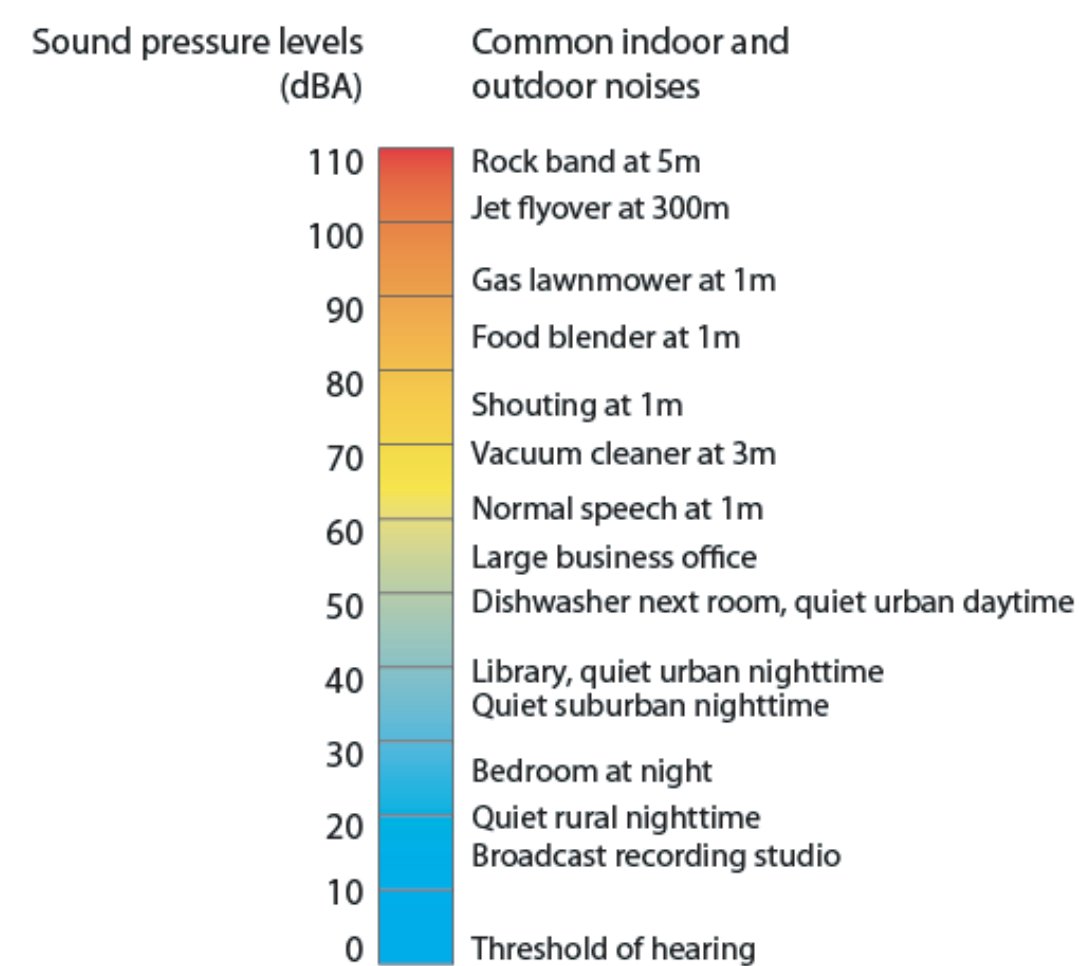 Sound pressure levels
(dBA)
Common indoor and
outdoor noises
110 Rock band at 5m
Jet flyover at 300m
100
Gas lawnmower at 1m
90
Food blender at 1m
80
Shouting at 1m
70 Vacuum cleaner at 3m
Normal speech at 1m
60
Large business office
50 Dishwasher next room, quiet urban daytime
40 Library, quiet urban nighttime
Quiet suburban nighttime
30
Bedroom at night
20 Quiet rural nighttime
Broadcast recording studio
10
0 Threshold of hearing